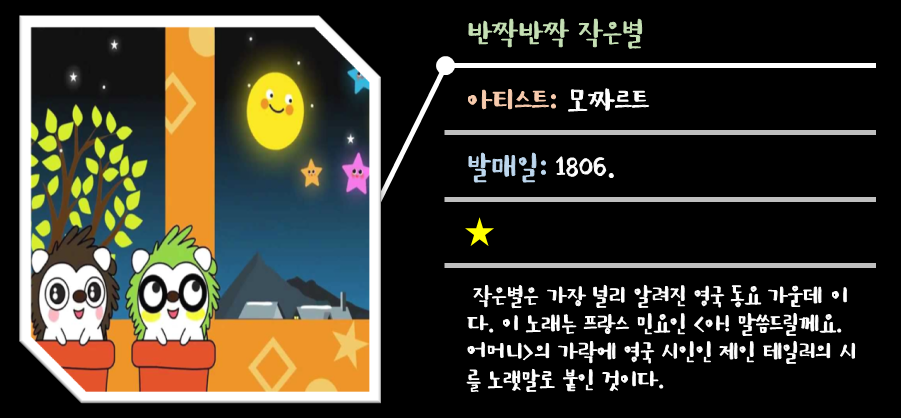 반짝반짝 작은별
아티스트: 모짜르트
발매일: 1806.
작은별은 가장 널리 알려진 영국 동요 가운데 이
다. 이 노래는 프랑스 민요인 <아! 말씀드릴께요.
어머니>의 가락에 영국 시인인 제인 테일러의 시
를 노랫말로 붙인 것이다.